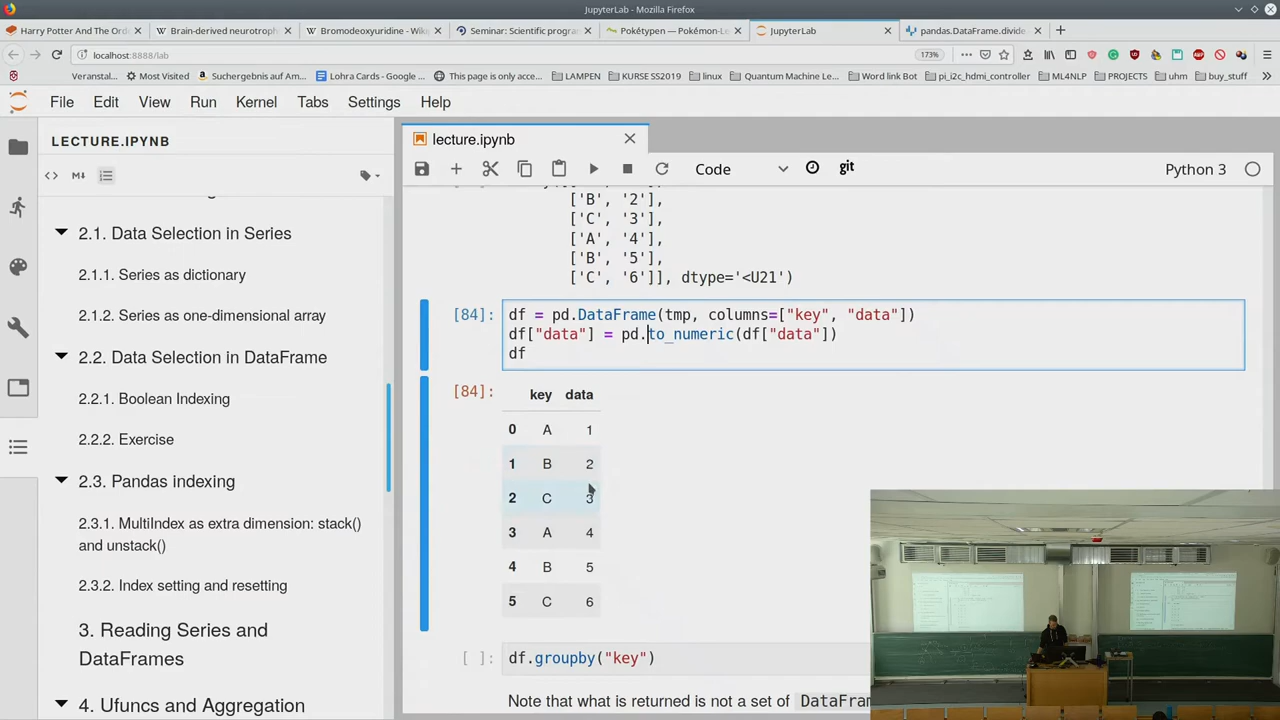 JupyterLab - Mozilla Firefox
Harry Potter And The Ord
Brain-derived neurotroph
Bromodeoxyuridine - Wiki
Seminar: Scientific program
Pokétypen — Pokémon-Le
JupyterLab
pandas.DataFrame.divide
localhost:8888/lab
173%
Veranstal...
Most Visited
Suchergebnis auf Am...
Lohra Cards - Google ...
This page is only acce...
LAMPEN
KURSE SS2019
linux
Quantum Machine Le...
Word link Bot
pi_i2c_hdmi_controller
ML4NLP
PROJECTS
uhm
buy_stuff
File Edit View Run Kernel Tabs Settings Help
LECTURE.IPYNB
2.1. Data Selection in Series
2.1.1. Series as dictionary
2.1.2. Series as one-dimensional array
2.2. Data Selection in DataFrame
2.2.1. Boolean Indexing
2.2.2. Exercise
2.3. Pandas indexing
2.3.1. MultiIndex as extra dimension: stack()
and unstack()
2.3.2. Index setting and resetting
3. Reading Series and
DataFrames
4. Ufuncs and Aggregation
lecture.ipynb
Code
git
Python 3
['B', '2'],
['C', '3'],
['A', '4'],
['B', '5'],
['C', '6']], dtype='<U21')
[84]: df = pd.DataFrame(tmp, columns=["key", "data"])
df["data"] = pd.to_numeric(df["data"])
df
[84]:
key data
0 A 1
1 B 2
2 C 3
3 A 4
4 B 5
5 C 6
[ ]: df.groupby("key")
Note that what is returned is not a set of DataFra